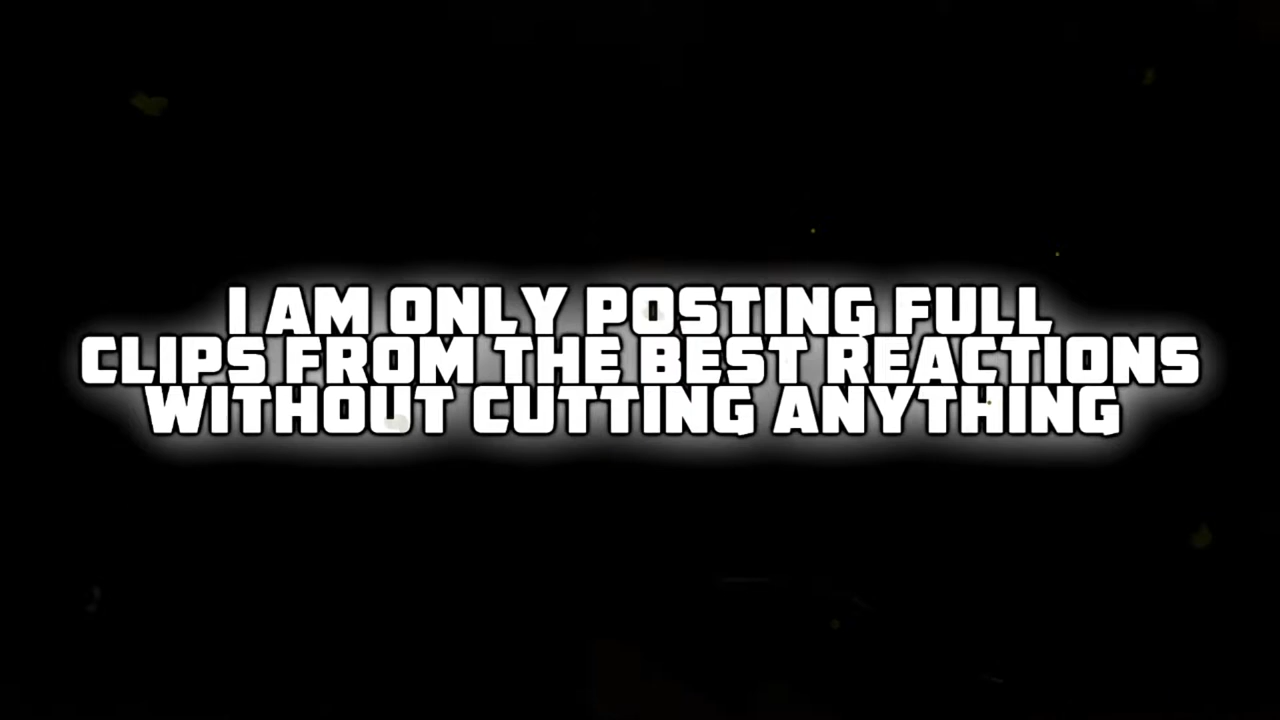 I AM ONLY POSTING FULL
CLIPS FROM THE BEST REACTIONS
WITHOUT CUTTING ANYTHING